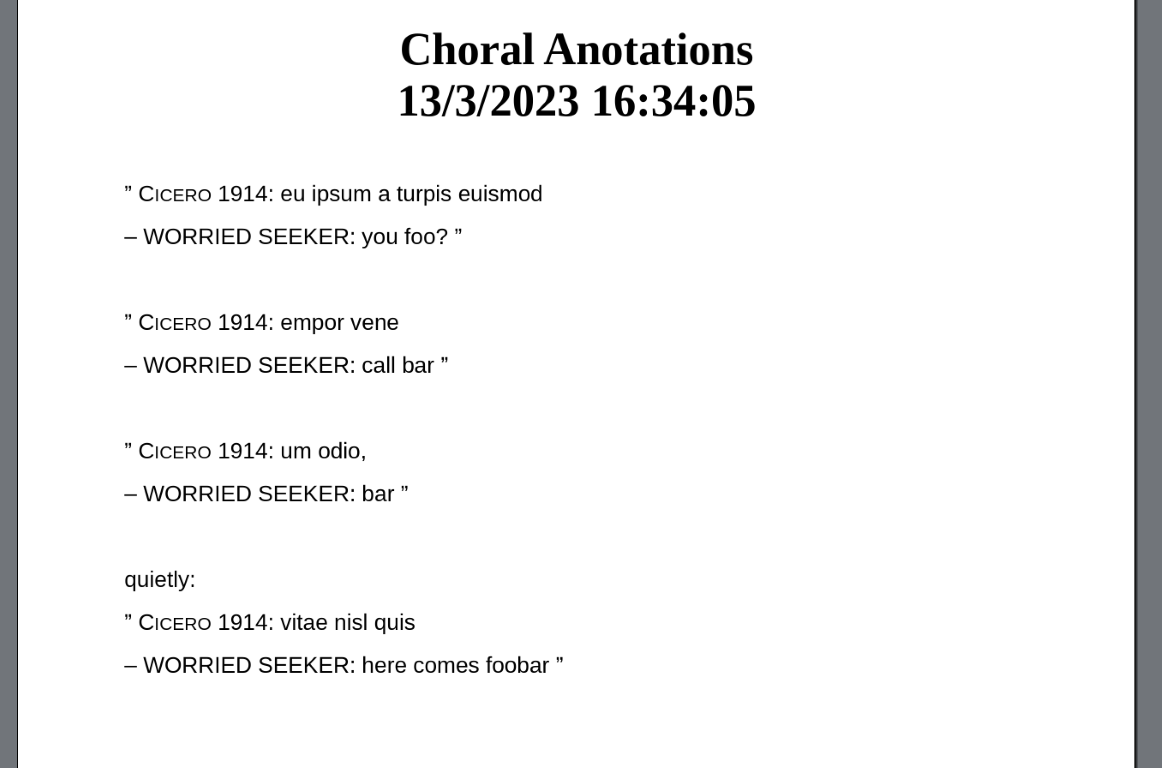 Choral Anotations
13/3/2023 16:34:05
” CICERO 1914: eu ipsum a turpis euismod
– WORRIED SEEKER: you foo? ”
” CICERO 1914: empor vene
– WORRIED SEEKER: call bar ”
” CICERO 1914: um odio,
– WORRIED SEEKER: bar ”
quietly:
” CICERO 1914: vitae nisl quis
– WORRIED SEEKER: here comes foobar ”